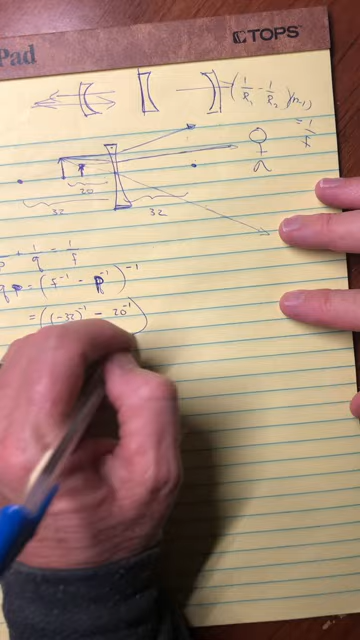 Pad
TOPS
(1/R₁ - 1/R₂)(n-1)
= 1/f
20
32
32
1/p + 1/q = 1/f
q = (f⁻¹ - p⁻¹)⁻¹
= ((-32)⁻¹ - 20⁻¹)